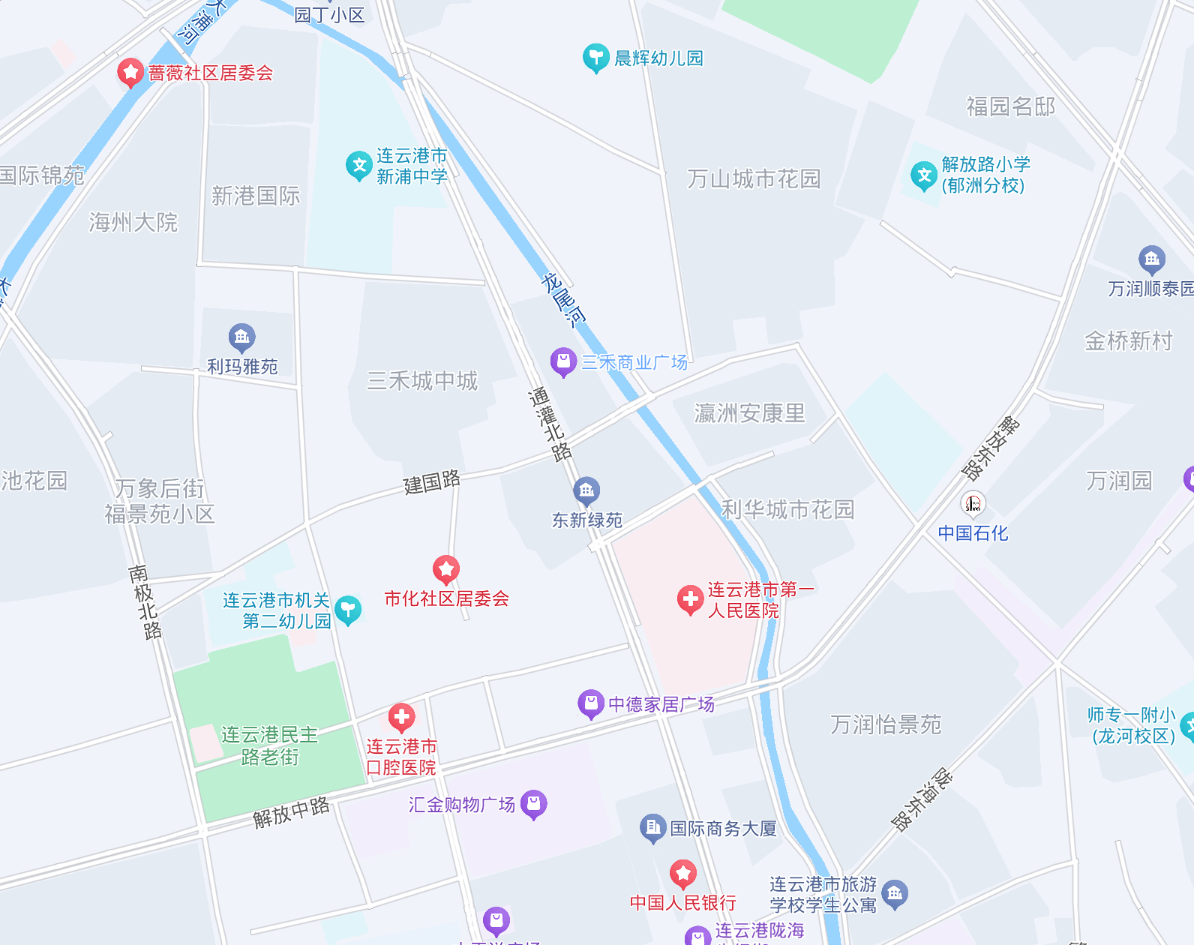 大浦河
园丁小区
晨辉幼儿园
蔷薇社区居委会
福园名邸
连云港市
新浦中学
解放路小学
(郁洲分校)
国际锦苑
新港国际
万山城市花园
海州大院
龙尾河
万润顺泰园
利玛雅苑
三禾商业广场
金桥新村
三禾城中城
通灌北路
瀛洲安康里
解放东路
池花园
万象后街
福景苑小区
建国路
万润园
东新绿苑
利华城市花园
中国石化
南极北路
市化社区居委会
连云港市机关
第二幼儿园
连云港市第一
人民医院
中德家居广场
连云港民主
路老街
连云港市
口腔医院
万润怡景苑
师专一附小
(龙河校区)
解放中路
汇金购物广场
陇海东路
国际商务大厦
中国人民银行
连云港市旅游
学校学生公寓
连云港陇海